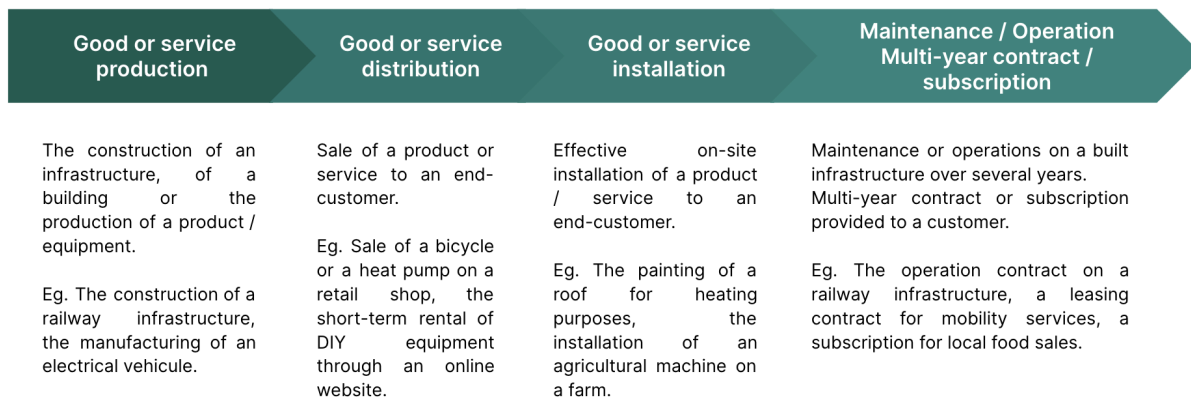 Good or service
production
Good or service
distribution
Good or service
installation
Maintenance / Operation
Multi-year contract /
subscription
The construction of an
infrastructure, of a
building or the
production of a product /
equipment.
Eg. The construction of a
railway infrastructure,
the manufacturing of an
electrical vehicule.
Sale of a product or
service to an end-
customer.
Eg. Sale of a bicycle
or a heat pump on a
retail shop, the
short-term rental of
DIY equipment
through an online
website.
Effective on-site
installation of a product
/ service to an
end-customer.
Eg. The painting of a
roof for heating
purposes, the
installation of an
agricultural machine on
a farm.
Maintenance or operations on a built
infrastructure over several years.
Multi-year contract or subscription
provided to a customer.
Eg. The operation contract on a
railway infrastructure, a leasing
contract for mobility services, a
subscription for local food sales.